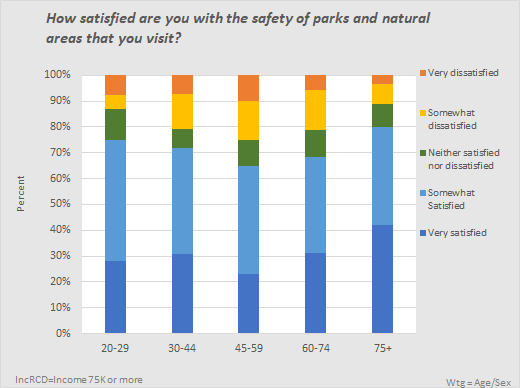 How satisfied are you with the safety of parks and natural
areas that you visit?
100%
90%
80%
70%
60%
50%
40%
30%
20%
10%
0%
Percent
20-29
30-44
45-59
60-74
75+
Very dissatisfied
Somewhat
dissatisfied
Neither satisfied
nor dissatisfied
Somewhat
Satisfied
Very satisfied
IncRCD=Income 75K or more
Wtg = Age/Sex